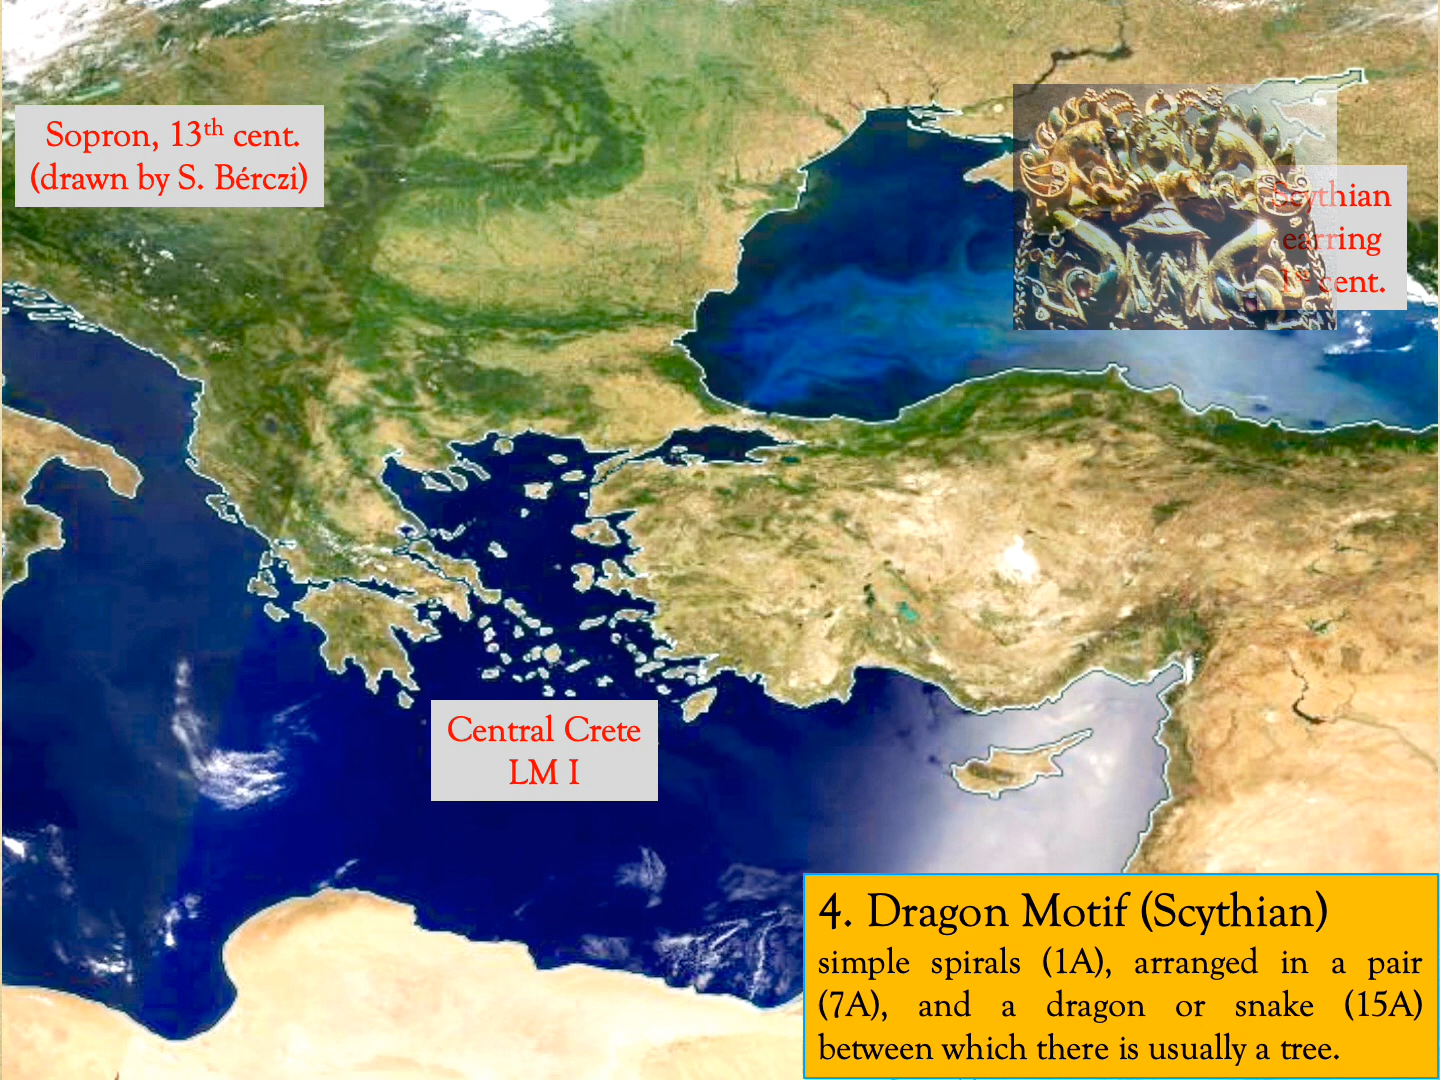 Sopron, 13th cent.
(drawn by S. Bérczi)
Scythian
earring
1st cent.
Central Crete
LM I
4. Dragon Motif (Scythian)
simple spirals (1A), arranged in a pair
(7A), and a dragon or snake (15A)
between which there is usually a tree.